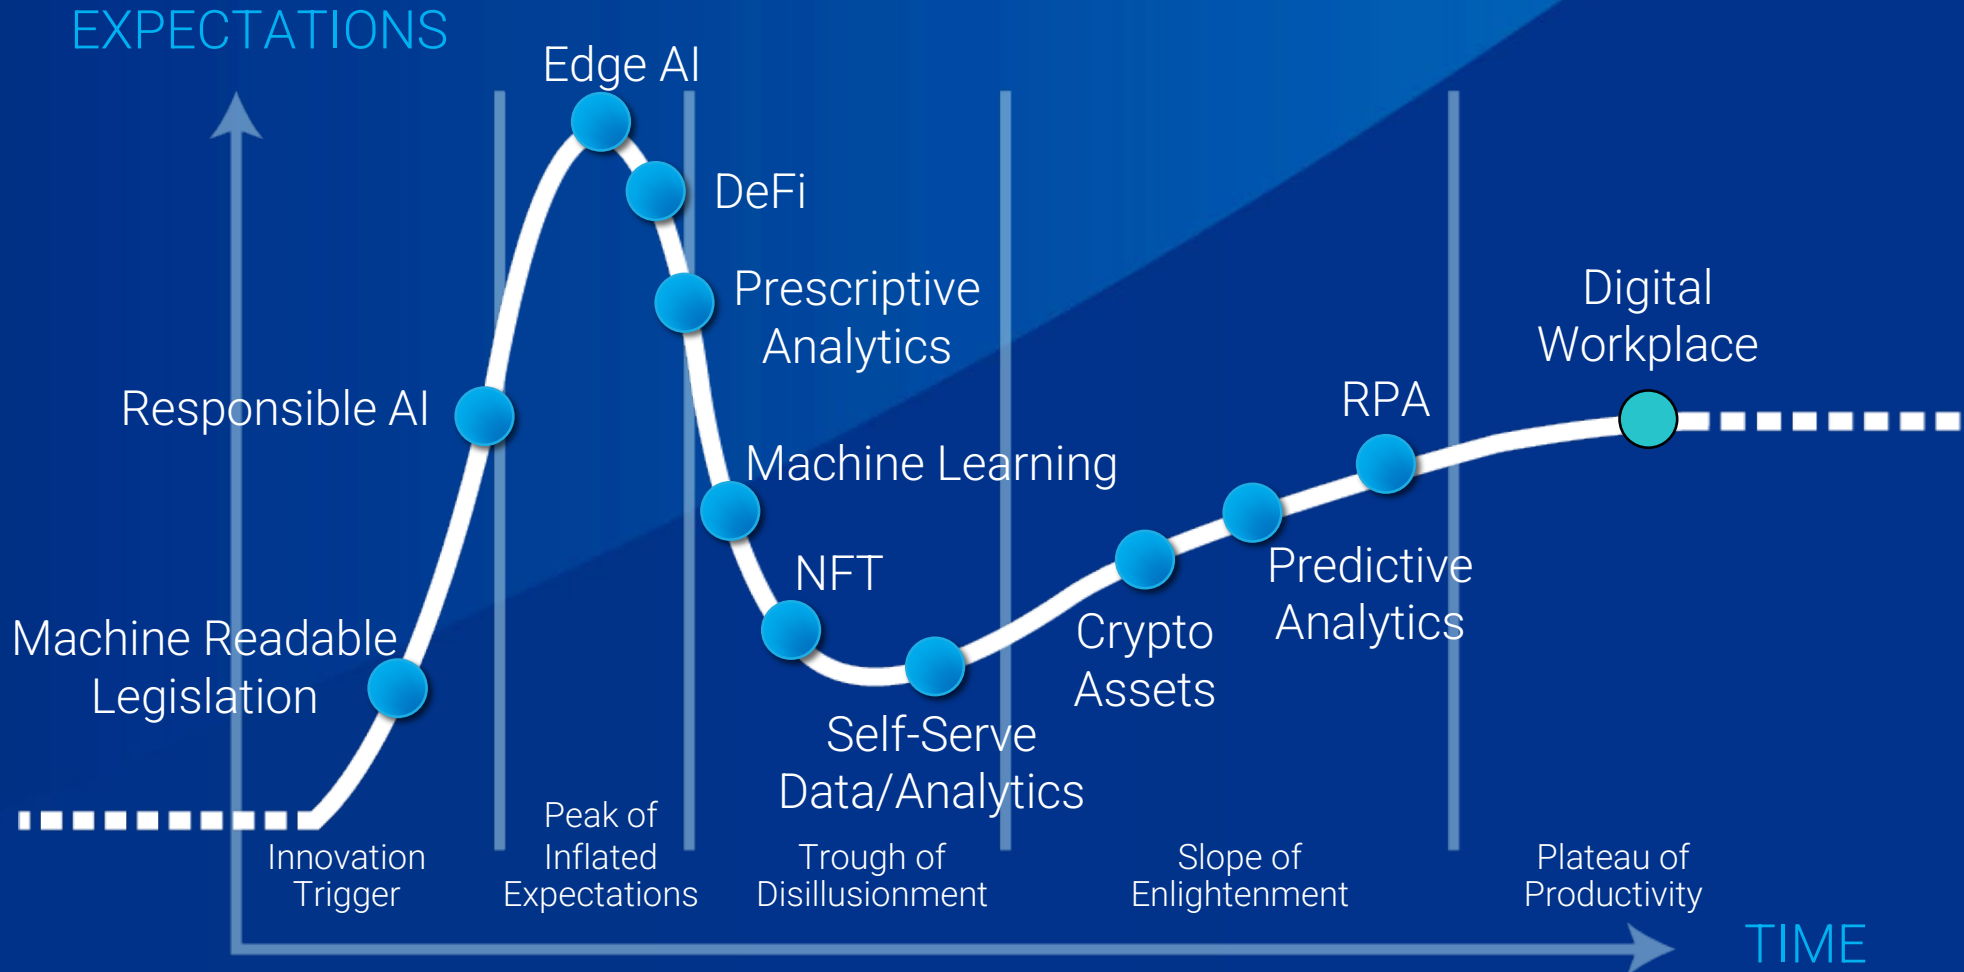 EXPECTATIONS
Edge AI
DeFi
Prescriptive
Analytics
Digital
Workplace
Responsible AI
RPA
Machine Learning
NFT
Predictive
Analytics
Machine Readable
Legislation
Crypto
Assets
Self-Serve
Data/Analytics
Innovation
Trigger
Peak of
Inflated
Expectations
Trough of
Disillusionment
Slope of
Enlightenment
Plateau of
Productivity
TIME